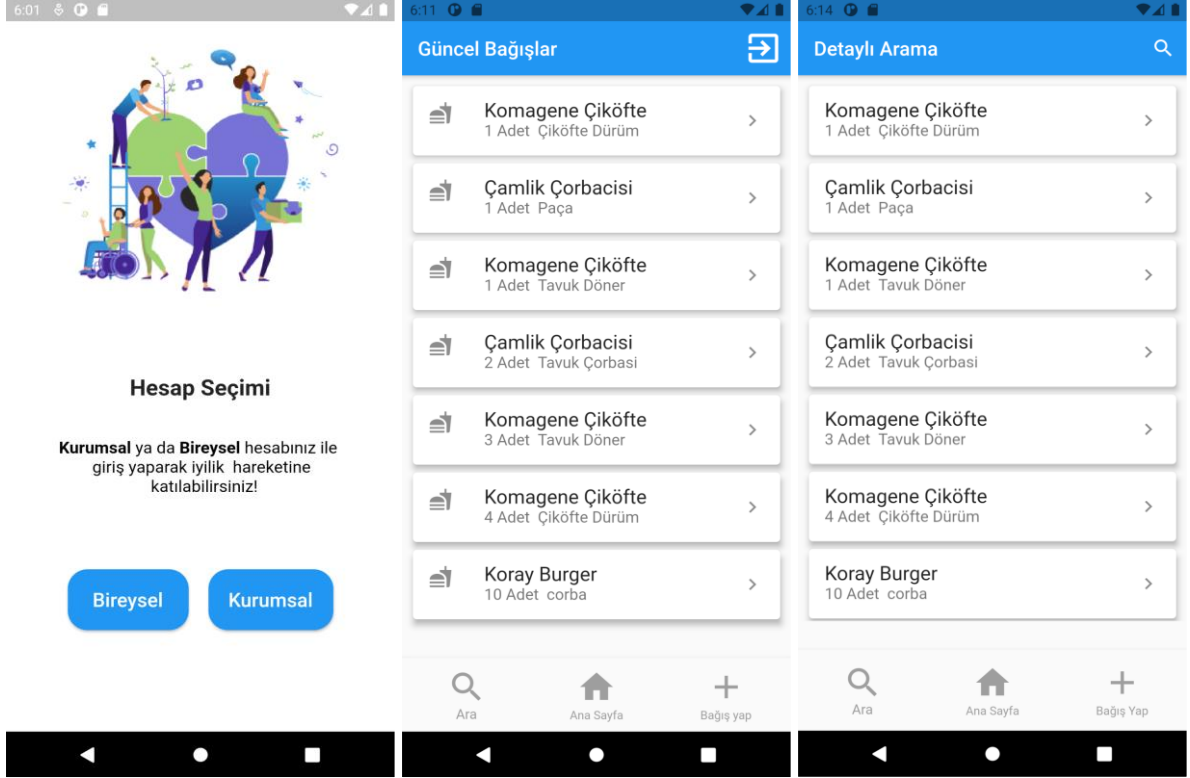 6:01
Hesap Seçimi
Kurumsal ya da Bireysel hesabınız ile
giriş yaparak iyilik hareketine
katılabilirsiniz!
Bireysel
Kurumsal
6:11
Güncel Bağışlar
Komagene Çiköfte
1 Adet Çiköfte Dürüm
Çamlik Çorbacisi
1 Adet Paça
Komagene Çiköfte
1 Adet Tavuk Döner
Çamlik Çorbacisi
2 Adet Tavuk Çorbasi
Komagene Çiköfte
3 Adet Tavuk Döner
Komagene Çiköfte
4 Adet Çiköfte Dürüm
Koray Burger
10 Adet corba
Ara
Ana Sayfa
Bağış yap
6:14
Detaylı Arama
Komagene Çiköfte
1 Adet Çiköfte Dürüm
Çamlik Çorbacisi
1 Adet Paça
Komagene Çiköfte
1 Adet Tavuk Döner
Çamlik Çorbacisi
2 Adet Tavuk Çorbasi
Komagene Çiköfte
3 Adet Tavuk Döner
Komagene Çiköfte
4 Adet Çiköfte Dürüm
Koray Burger
10 Adet corba
Ara
Ana Sayfa
Bağış Yap